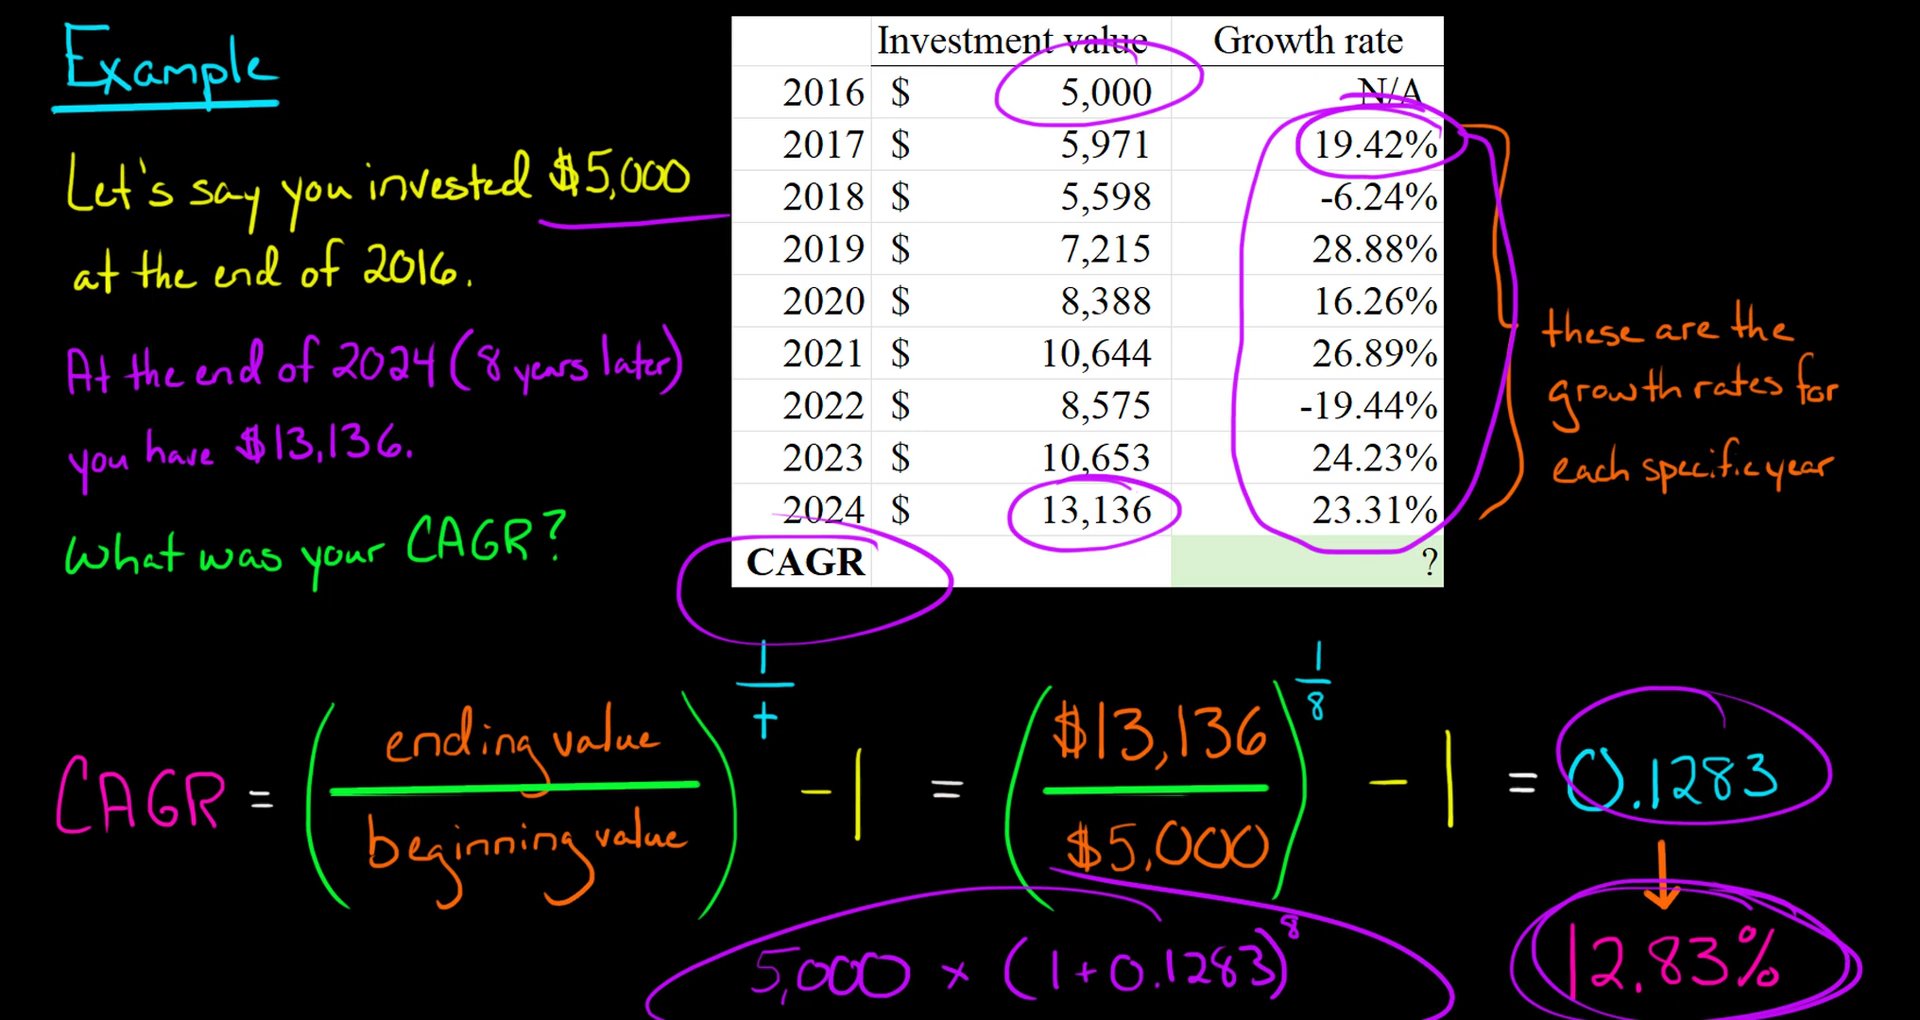 Example
Let's say you invested $5,000
at the end of 2016.
At the end of 2024 (8 years later)
you have $13,136.
What was your CAGR?
Investment value Growth rate
2016 $ 5,000 N/A
2017 $ 5,971 19.42%
2018 $ 5,598 -6.24%
2019 $ 7,215 28.88%
2020 $ 8,388 16.26%
2021 $ 10,644 26.89%
2022 $ 8,575 -19.44%
2023 $ 10,653 24.23%
2024 $ 13,136 23.31%
CAGR ?
these are the
growth rates for
each specific year
CAGR = (ending value / beginning value)^(1/t) - 1 = ($13,136 / $5,000)^(1/8) - 1 = 0.1283
12.83%
5,000 × (1+0.1283)^8